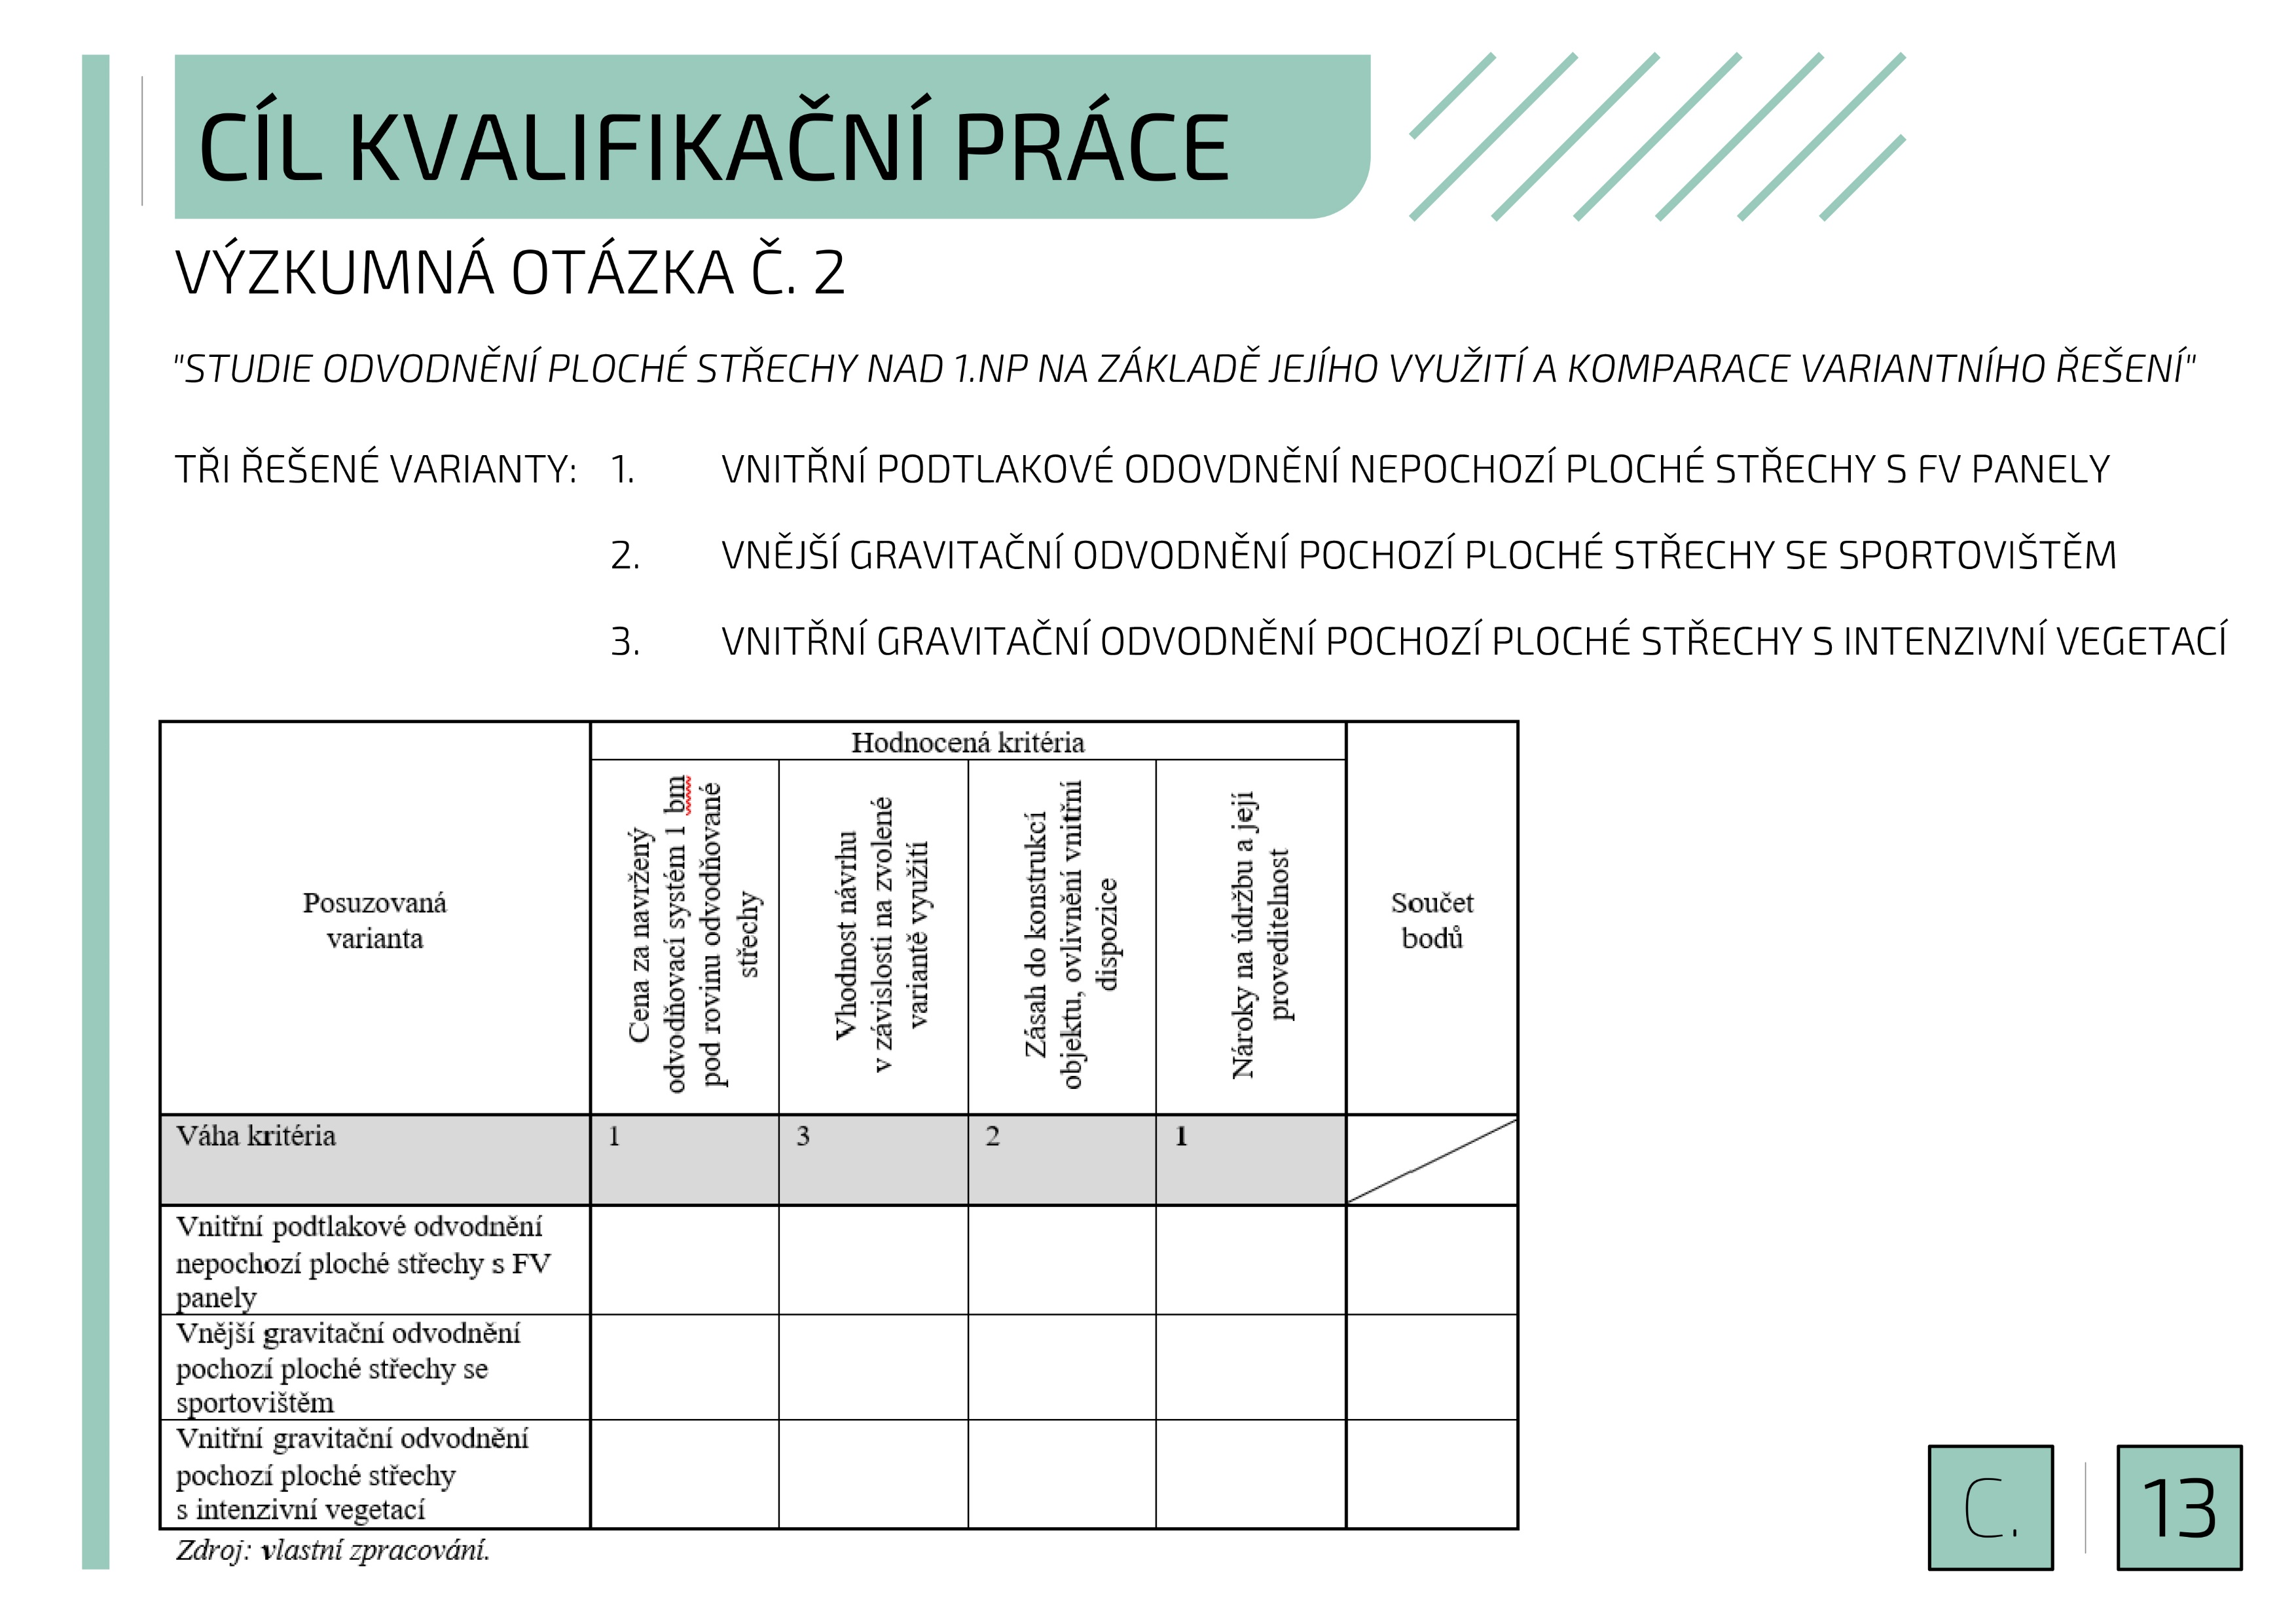 CÍL KVALIFIKAČNÍ PRÁCE
VÝZKUMNÁ OTÁZKA Č. 2
"STUDIE ODVODNĚNÍ PLOCHÉ STŘECHY NAD 1.NP NA ZÁKLADĚ JEJÍHO VYUŽITÍ A KOMPARACE VARIANTNÍHO ŘEŠENÍ"
TŘI ŘEŠENÉ VARIANTY: 1. VNITŘNÍ PODTLAKOVÉ ODOVDNĚNÍ NEPOCHOZÍ PLOCHÉ STŘECHY S FV PANELY
2. VNĚJŠÍ GRAVITAČNÍ ODVODNĚNÍ POCHOZÍ PLOCHÉ STŘECHY SE SPORTOVIŠTĚM
3. VNITŘNÍ GRAVITAČNÍ ODVODNĚNÍ POCHOZÍ PLOCHÉ STŘECHY S INTENZIVNÍ VEGETACÍ
Posuzovaná
varianta
Hodnocená kritéria
Cena za navržený
odvodňovací systém 1 bm
pod rovinu odvodňované
střechy
Vhodnost návrhu
v závislosti na zvolené
variantě využití
Zásah do konstrukcí
objektu, ovlivnění vnitřní
dispozice
Nároky na údržbu a její
proveditelnost
Součet
bodů
Váha kritéria 1 3 2 1
Vnitřní podtlakové odvodnění
nepochozí ploché střechy s FV
panely
Vnější gravitační odvodnění
pochozí ploché střechy se
sportovištěm
Vnitřní gravitační odvodnění
pochozí ploché střechy
s intenzivní vegetací
Zdroj: vlastní zpracování.
C. 13